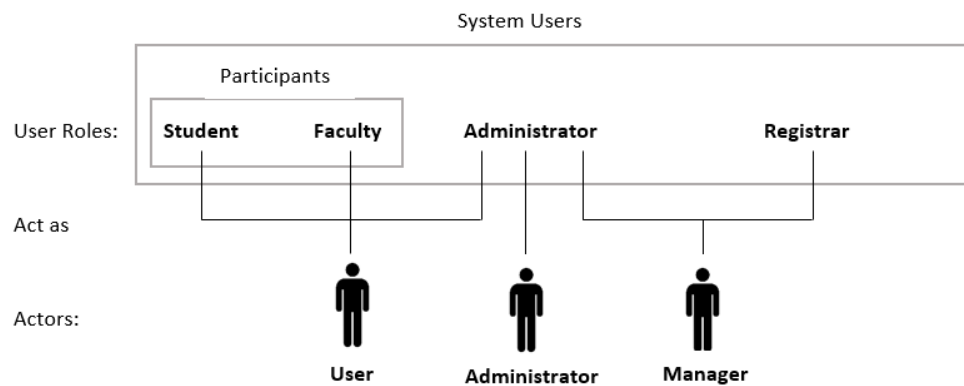 System Users
Participants
User Roles: Student Faculty Administrator Registrar
Act as
Actors:
User Administrator Manager